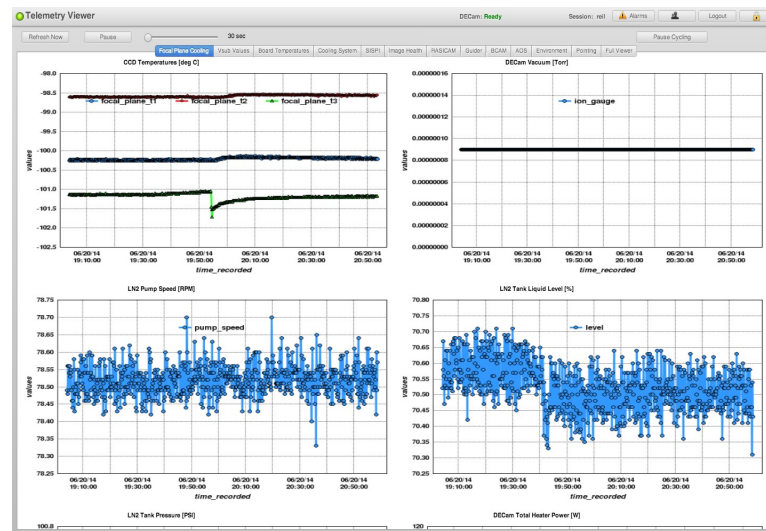 Telemetry Viewer
DECam: Ready
Session: reil
Alarms
Logout
Refresh Now
Pause
30 sec
Pause Cycling
Focal Plane Cooling
Vsub Values
Board Temperatures
Cooling System
SISPI
Image Health
RASICAM
Guider
BCAM
AOS
Environment
Pointing
Full Viewer
CCD Temperatures [deg C]
-98.0
-98.5
-99.0
-99.5
-100.0
-100.5
-101.0
-101.5
-102.0
-102.5
values
focal_plane_t1
focal_plane_t2
focal_plane_t3
06/20/14 06/20/14 06/20/14 06/20/14 06/20/14 06/20/14
19:10:00 19:30:00 19:50:00 20:10:00 20:30:00 20:50:00
time_recorded
DECam Vacuum [Torr]
0.00000016
0.00000014
0.00000012
0.00000010
0.00000008
0.00000006
0.00000004
0.00000002
0.00000000
values
ion_gauge
06/20/14 06/20/14 06/20/14 06/20/14 06/20/14 06/20/14
19:10:00 19:30:00 19:50:00 20:10:00 20:30:00 20:50:00
time_recorded
LN2 Pump Speed [RPM]
78.75
78.70
78.65
78.60
78.55
78.50
78.45
78.40
78.35
78.30
78.25
values
pump_speed
06/20/14 06/20/14 06/20/14 06/20/14 06/20/14 06/20/14
19:10:00 19:30:00 19:50:00 20:10:00 20:30:00 20:50:00
time_recorded
LN2 Tank Liquid Level [%]
70.80
70.70
70.65
70.60
70.55
70.50
70.45
70.40
70.35
70.30
70.25
values
level
06/20/14 06/20/14 06/20/14 06/20/14 06/20/14 06/20/14
19:10:00 19:30:00 19:50:00 20:10:00 20:30:00 20:50:00
time_recorded
LN2 Tank Pressure [PSI]
100.8
DECam Total Heater Power [W]
120